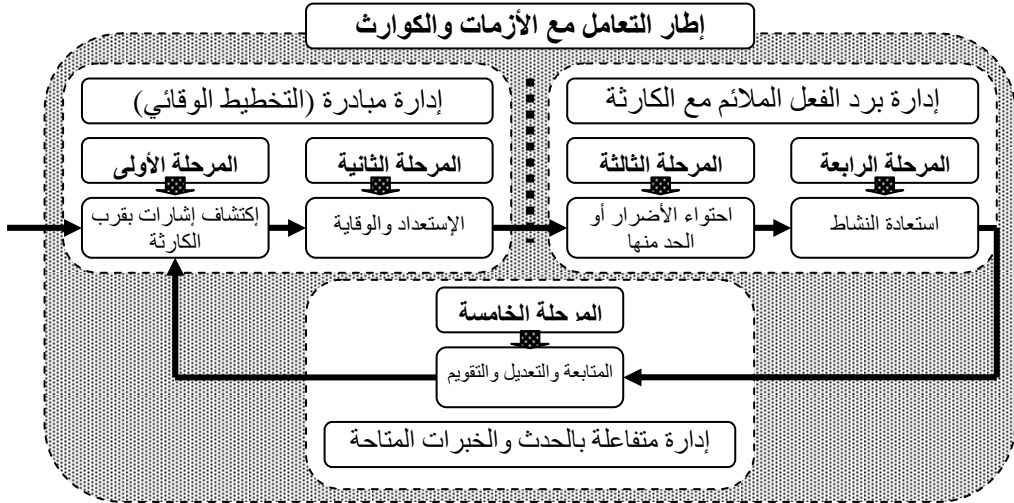 إطار التعامل مع الأزمات والكوارث
إدارة برد الفعل الملائم مع الكارثة
إدارة مبادرة (التخطيط الوقائي)
المرحلة الأولى
المرحلة الثانية
المرحلة الثالثة
المرحلة الرابعة
إكتشاف إشارات بقرب
الكارثة
الإستعداد والوقاية
احتواء الأضرار أو
الحد منها
استعادة النشاط
المرحلة الخامسة
المتابعة والتعديل والتقويم
إدارة متفاعلة بالحدث والخبرات المتاحة